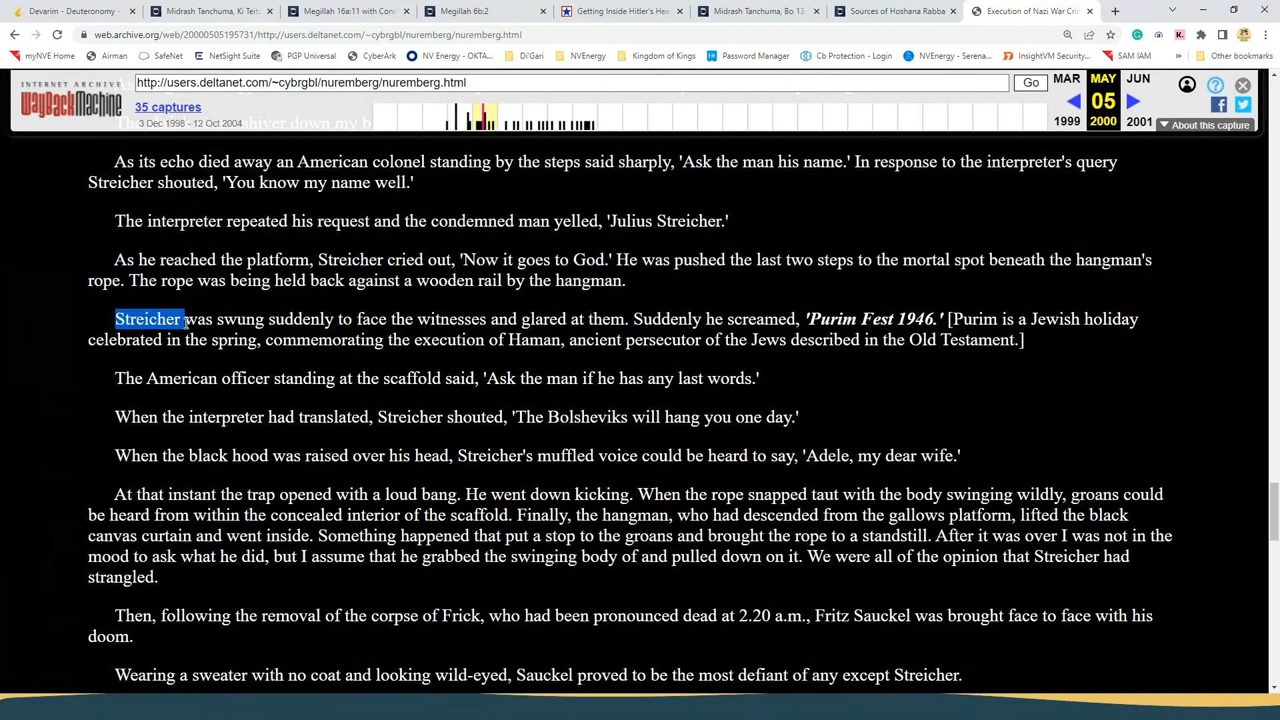 Devarim - Deuteronomy -
Midrash Tanchuma, Ki Teit
Megillah 16a:11 with Conn
Megillah 6b:2
Getting Inside Hitler's Hea
Midrash Tanchuma, Bo 13
Sources of Hoshana Rabba
Execution of Nazi War Crim
web.archive.org/web/20000505195731/http://users.deltanet.com/~cybrgbl/nuremberg/nuremberg.html
myNVE Home Airman SafeNet NetSuite Site PGP Universal CyberArk NV Energy - OKTA... Di'Gari NVEnergy Kingdom of Kings Password Manager Cb Protection - Login NVEnergy - Serena... InsightVM Security... SAM IAM Other bookmarks
INTERNET ARCHIVE
WayBackMachine
http://users.deltanet.com/~cybrgbl/nuremberg/nuremberg.html
Go
MAR MAY JUN
35 captures
05
3 Dec 1998 - 12 Oct 2004
1999 2000 2001
About this capture
shiver down my b
As its echo died away an American colonel standing by the steps said sharply, 'Ask the man his name.' In response to the interpreter's query
Streicher shouted, 'You know my name well.'
The interpreter repeated his request and the condemned man yelled, 'Julius Streicher.'
As he reached the platform, Streicher cried out, 'Now it goes to God.' He was pushed the last two steps to the mortal spot beneath the hangman's
rope. The rope was being held back against a wooden rail by the hangman.
Streicher was swung suddenly to face the witnesses and glared at them. Suddenly he screamed, 'Purim Fest 1946.' [Purim is a Jewish holiday
celebrated in the spring, commemorating the execution of Haman, ancient persecutor of the Jews described in the Old Testament.]
The American officer standing at the scaffold said, 'Ask the man if he has any last words.'
When the interpreter had translated, Streicher shouted, 'The Bolsheviks will hang you one day.'
When the black hood was raised over his head, Streicher's muffled voice could be heard to say, 'Adele, my dear wife.'
At that instant the trap opened with a loud bang. He went down kicking. When the rope snapped taut with the body swinging wildly, groans could
be heard from within the concealed interior of the scaffold. Finally, the hangman, who had descended from the gallows platform, lifted the black
canvas curtain and went inside. Something happened that put a stop to the groans and brought the rope to a standstill. After it was over I was not in the
mood to ask what he did, but I assume that he grabbed the swinging body of and pulled down on it. We were all of the opinion that Streicher had
strangled.
Then, following the removal of the corpse of Frick, who had been pronounced dead at 2.20 a.m., Fritz Sauckel was brought face to face with his
doom.
Wearing a sweater with no coat and looking wild-eyed, Sauckel proved to be the most defiant of any except Streicher.